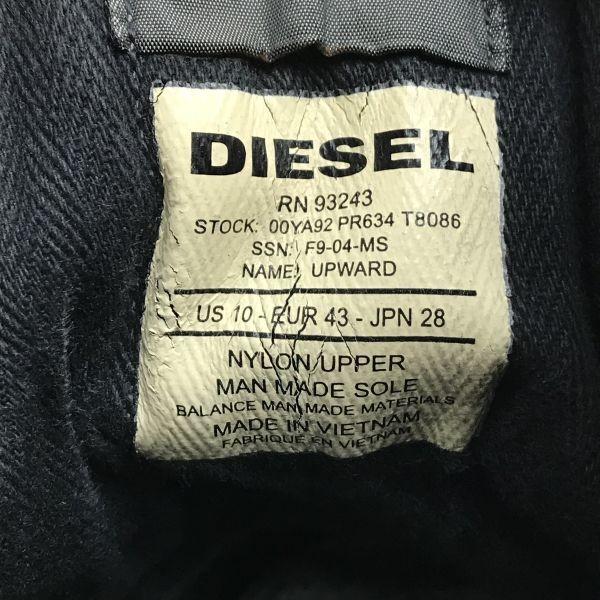 DIESEL
RN 93243
STOCK: 00YA92 PR634 T8086
SSN: F9-04-MS
NAME: UPWARD
US 10 - EUR 43 - JPN 28
NYLON UPPER
MAN MADE SOLE
BALANCE MAN MADE MATERIALS
MADE IN VIETNAM
FABRIQUÉ EN VIETNAM